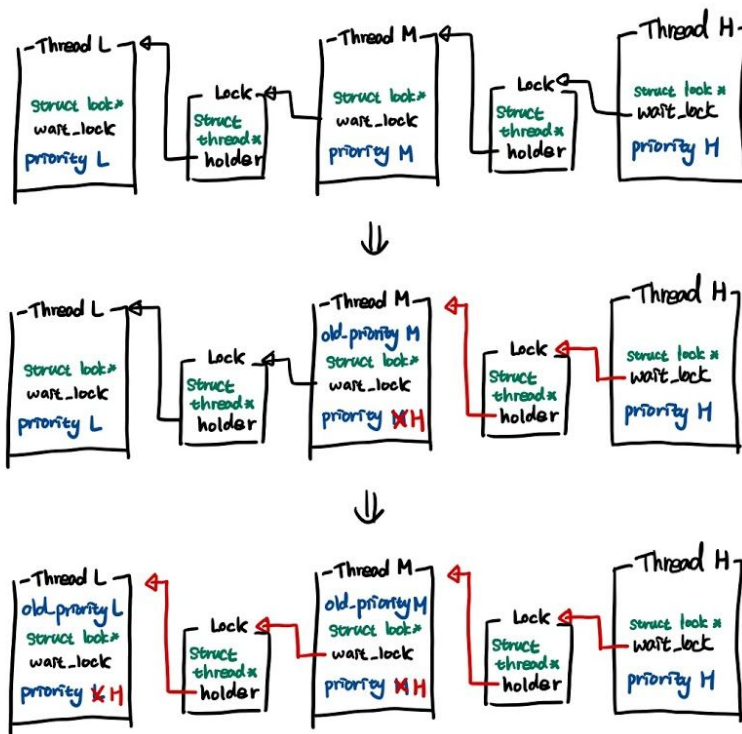 Thread L
struct lock*
wait_lock
priority L
Lock
struct
thread*
holder
Thread M
struct lock*
wait_lock
priority M
Lock
struct
thread*
holder
Thread H
struct lock*
wait_lock
priority H
Thread L
struct lock*
wait_lock
priority L
Lock
struct
thread*
holder
Thread M
old_priority M
struct lock*
wait_lock
priority M H
Lock
struct
thread*
holder
Thread H
struct lock*
wait_lock
priority H
Thread L
old_priority L
struct lock*
wait_lock
priority L H
Lock
struct
thread*
holder
Thread M
old_priority M
struct lock*
wait_lock
priority M H
Lock
struct
thread*
holder
Thread H
struct lock*
wait_lock
priority H